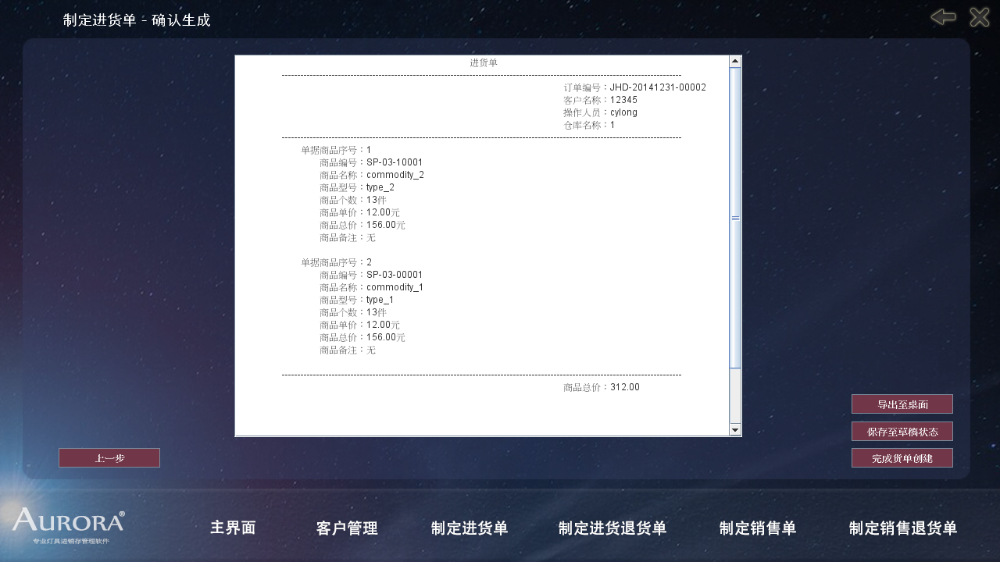 制定进货单 - 确认生成
进货单
--------------------------------------------------------------------------------------------------------------------------------
订单编号：JHD-20141231-00002
客户名称：12345
操作人员：cylong
仓库名称：1
--------------------------------------------------------------------------------------------------------------------------------
单据商品序号：1
商品编号：SP-03-10001
商品名称：commodity_2
商品型号：type_2
商品个数：13件
商品单价：12.00元
商品总价：156.00元
商品备注：无
单据商品序号：2
商品编号：SP-03-00001
商品名称：commodity_1
商品型号：type_1
商品个数：13件
商品单价：12.00元
商品总价：156.00元
商品备注：无
--------------------------------------------------------------------------------------------------------------------------------
商品总价：312.00
导出至桌面
保存至草稿状态
上一步
完成货单创建
AURORA®
专业灯具进销存管理软件
主界面
客户管理
制定进货单
制定进货退货单
制定销售单
制定销售退货单